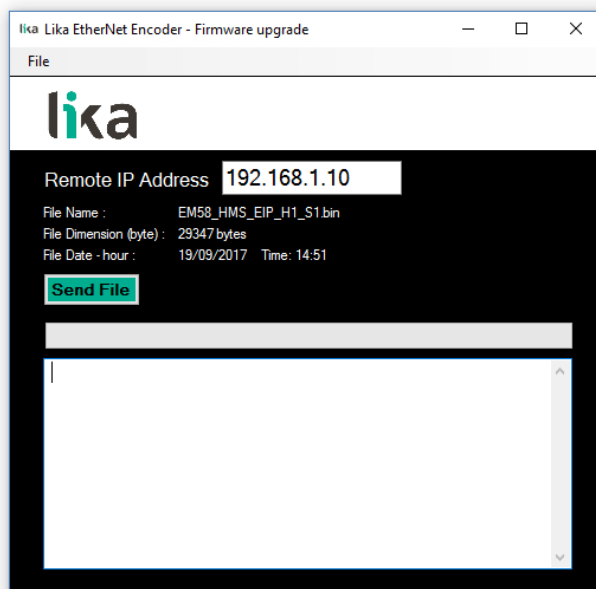 lika Lika EtherNet Encoder - Firmware upgrade
File
lika
Remote IP Address 192.168.1.10
File Name : EM58_HMS_EIP_H1_S1.bin
File Dimension (byte) : 29347 bytes
File Date - hour : 19/09/2017 Time: 14:51
Send File